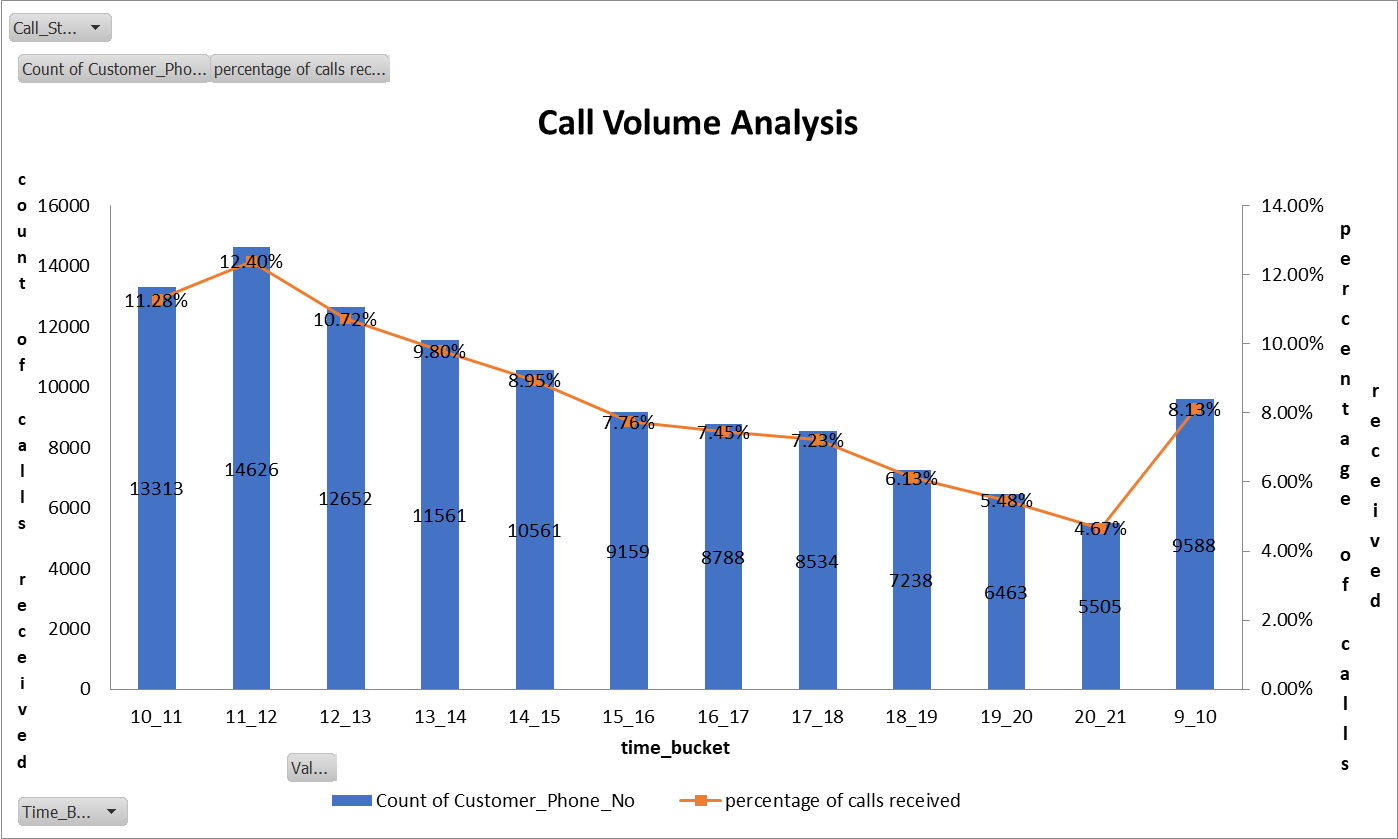 Call_St...
Count of Customer_Pho... percentage of calls rec...
Call Volume Analysis
count of calls received
16000
14000
12000
10000
8000
6000
4000
2000
0
11.28% 12.40% 10.72% 9.80% 8.95% 7.76% 7.45% 7.23% 6.13% 5.48% 4.67% 8.13%
13313 14626 12652 11561 10561 9159 8788 8534 7238 6463 5505 9588
14.00%
12.00%
10.00%
8.00%
6.00%
4.00%
2.00%
0.00%
percentage of calls
received
10_11 11_12 12_13 13_14 14_15 15_16 16_17 17_18 18_19 19_20 20_21 9_10
time_bucket
Val...
Count of Customer_Phone_No percentage of calls received
Time_B...